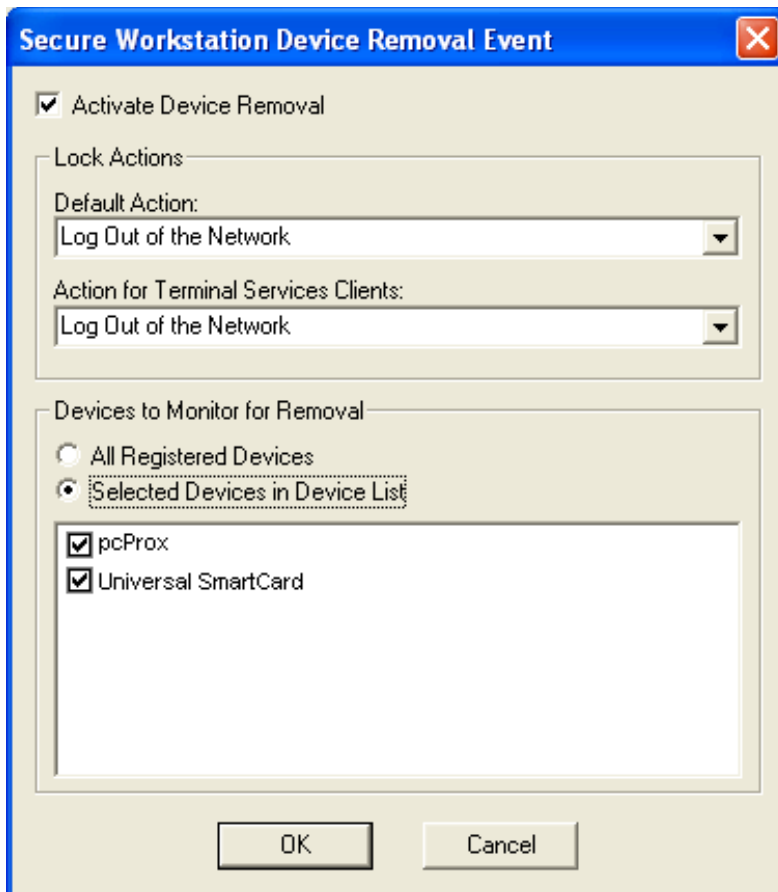 Secure Workstation Device Removal Event
Activate Device Removal
Lock Actions
Default Action:
Log Out of the Network
Action for Terminal Services Clients:
Log Out of the Network
Devices to Monitor for Removal
All Registered Devices
Selected Devices in Device List
pcProx
Universal SmartCard
OK
Cancel